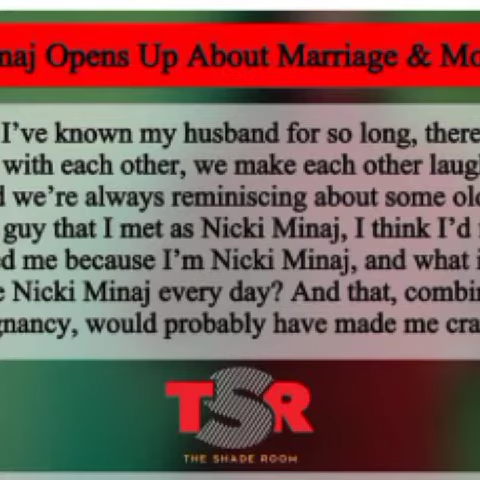 naj Opens Up About Marriage & Mo
I've known my husband for so long, there
with each other, we make each other laug
d we're always reminiscing about some old
guy that I met as Nicki Minaj, I think I'd
ed me because I'm Nicki Minaj, and what i
e Nicki Minaj every day? And that, combin
gnancy, would probably have made me cra
TSR
THE SHADE ROOM